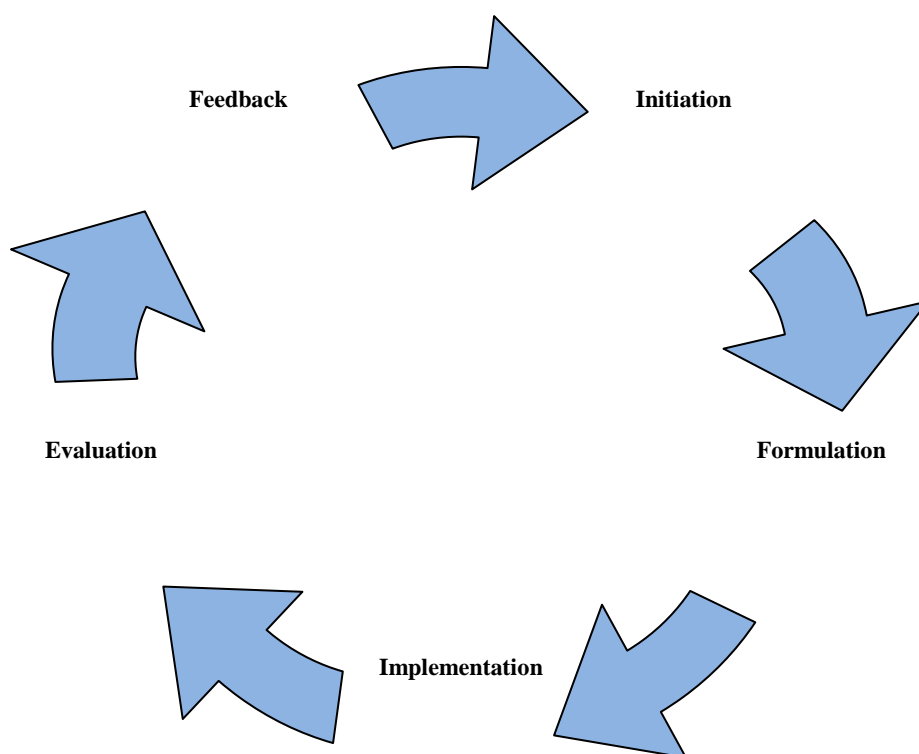 Feedback
Initiation
Evaluation
Formulation
Implementation